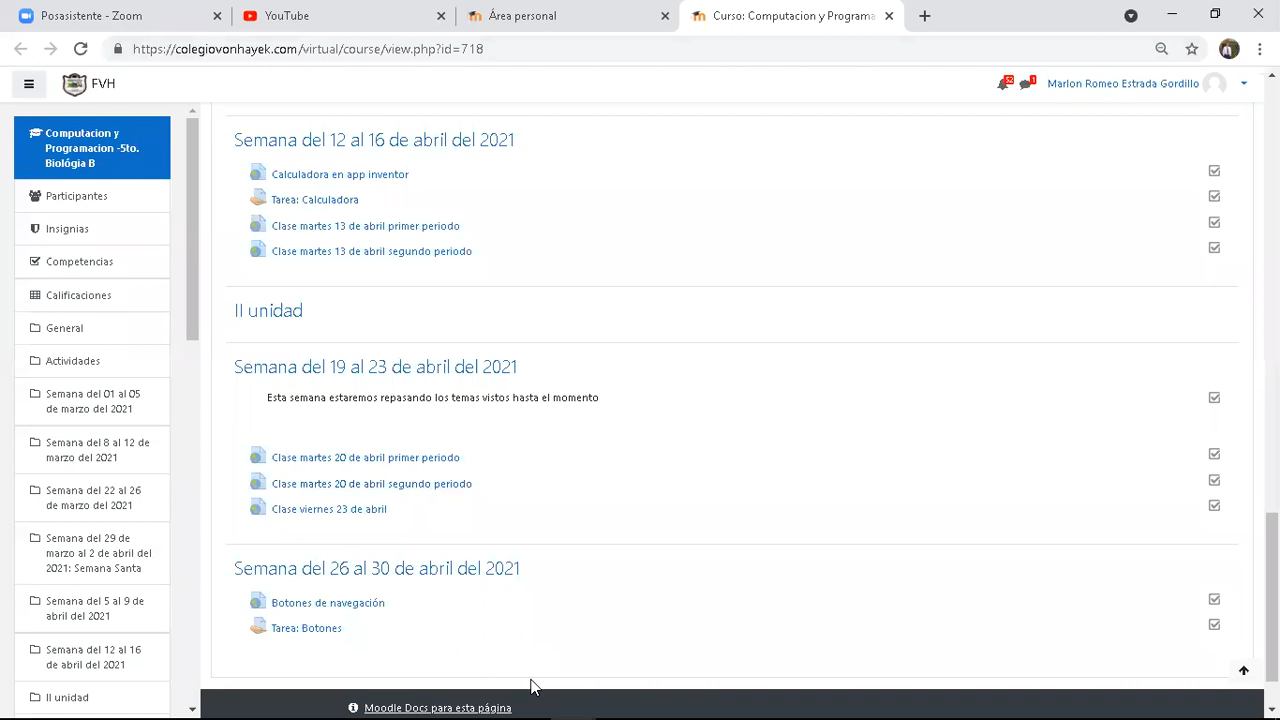 Posasistente - Zoom
YouTube
Área personal
Curso: Computacion y Programa
https://colegiovonhayek.com/virtual/course/view.php?id=718
FVH
52
1
Marlon Romeo Estrada Gordillo
Computacion y
Programacion -5to.
Biológia B
Participantes
Insignias
Competencias
Calificaciones
General
Actividades
Semana del 01 al 05
de marzo del 2021
Semana del 8 al 12 de
marzo del 2021
Semana del 22 al 26
de marzo del 2021
Semana del 29 de
marzo al 2 de abril del
2021: Semana Santa
Semana del 5 al 9 de
abril del 2021
Semana del 12 al 16
de abril del 2021
II unidad
Semana del 12 al 16 de abril del 2021
Calculadora en app inventor
Tarea: Calculadora
Clase martes 13 de abril primer periodo
Clase martes 13 de abril segundo periodo
II unidad
Semana del 19 al 23 de abril del 2021
Esta semana estaremos repasando los temas vistos hasta el momento
Clase martes 20 de abril primer periodo
Clase martes 20 de abril segundo periodo
Clase viernes 23 de abril
Semana del 26 al 30 de abril del 2021
Botones de navegación
Tarea: Botones
Moodle Docs para esta página